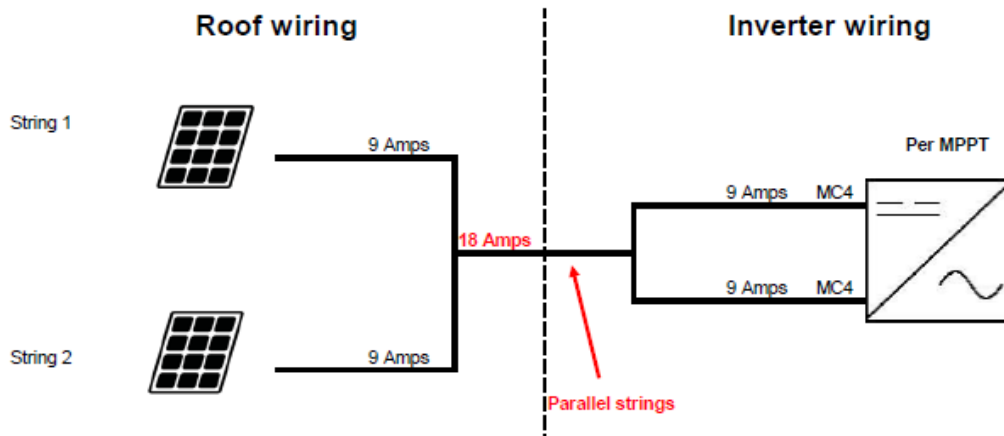 Roof wiring
Inverter wiring
String 1
9 Amps
Per MPPT
9 Amps MC4
18 Amps
9 Amps MC4
String 2
9 Amps
Parallel strings